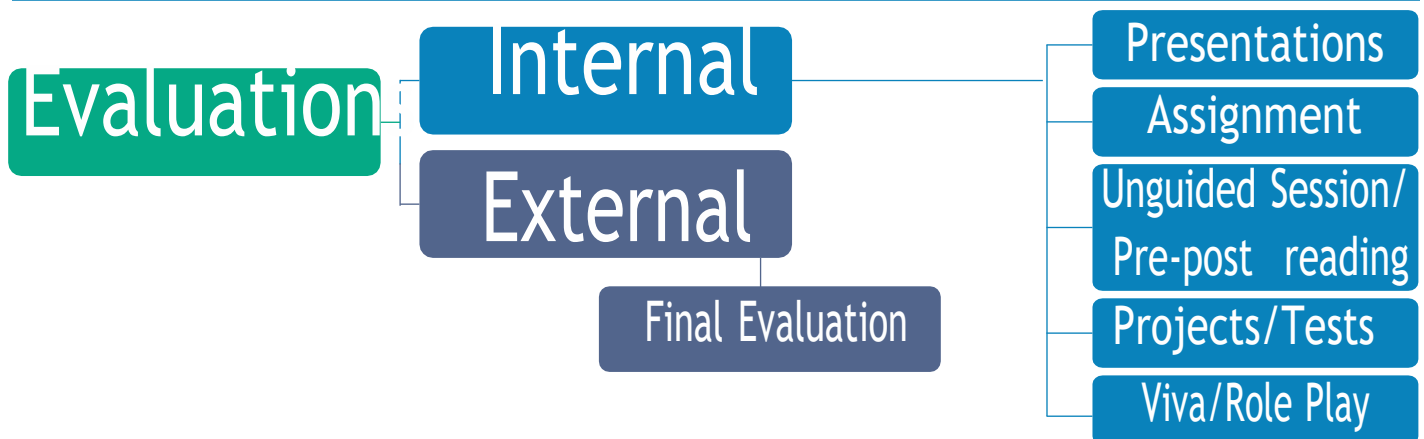 Evaluation
Internal
External
Final Evaluation
Presentations
Assignment
Unguided Session/
Pre-post reading
Projects/Tests
Viva/Role Play